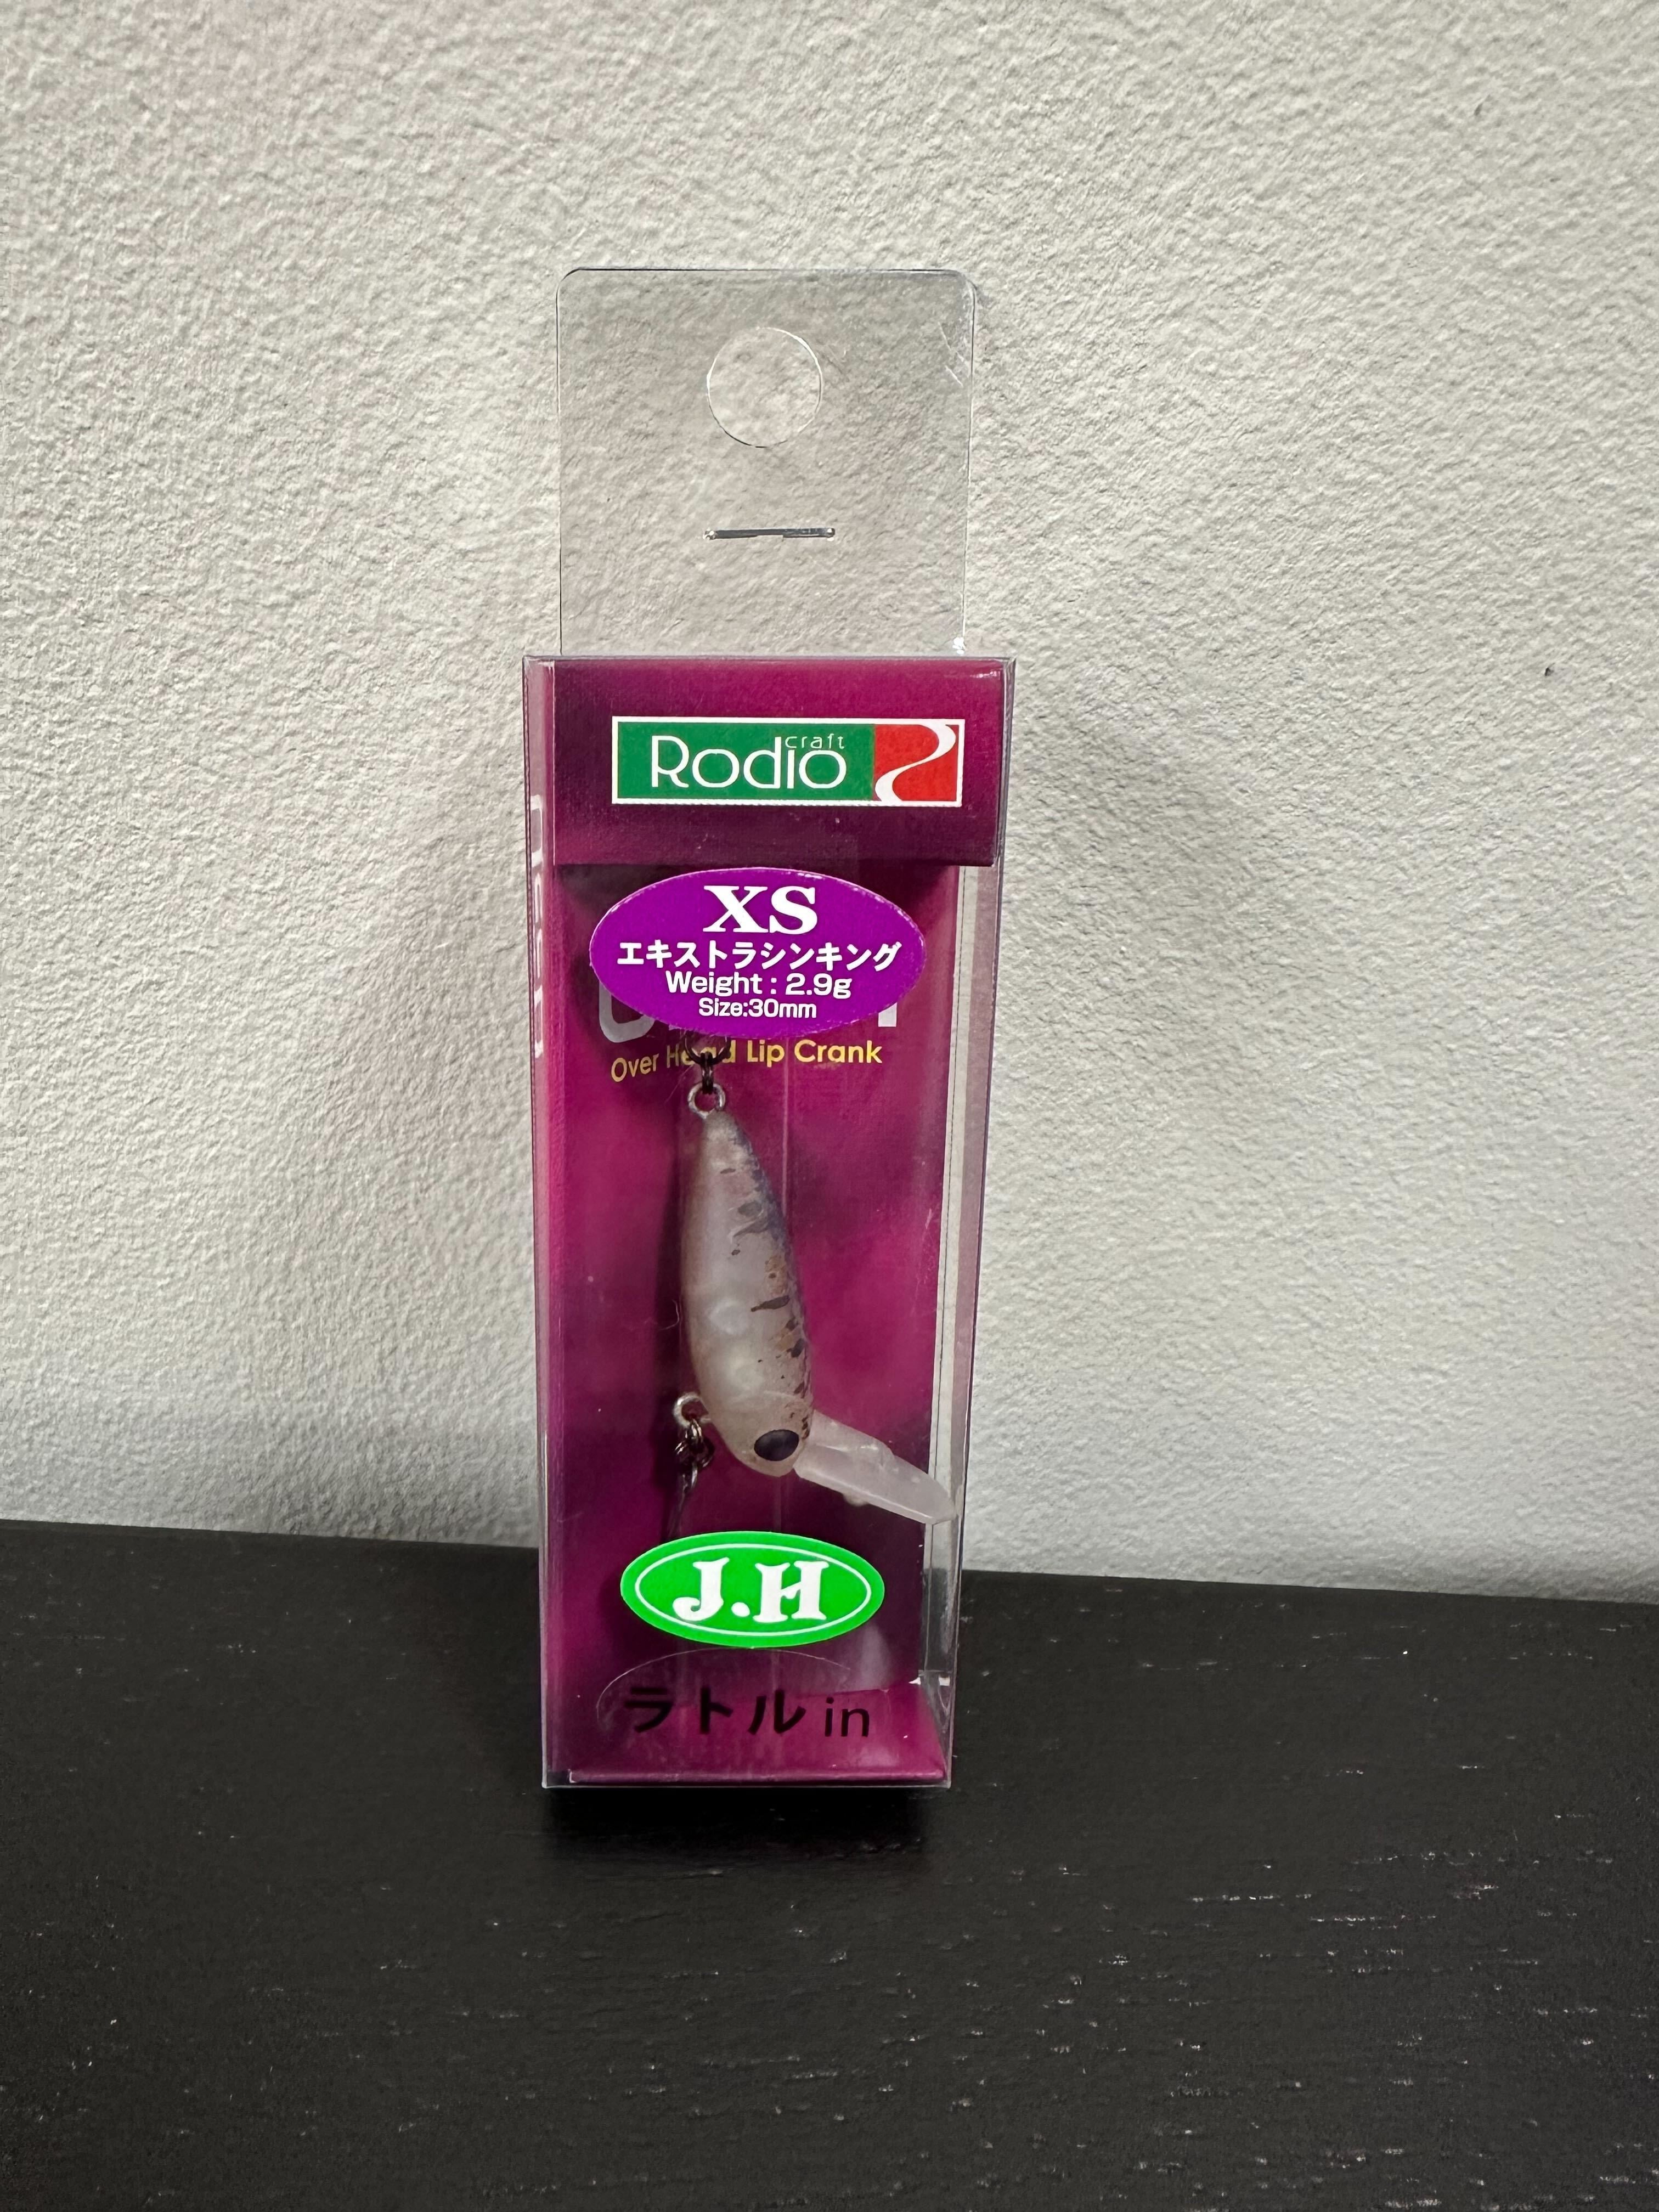 Rodio craft
XS
エキストラシンキング
Weight : 2.9g
Size:30mm
Over Head Lip Crank
J.H
ラトル in